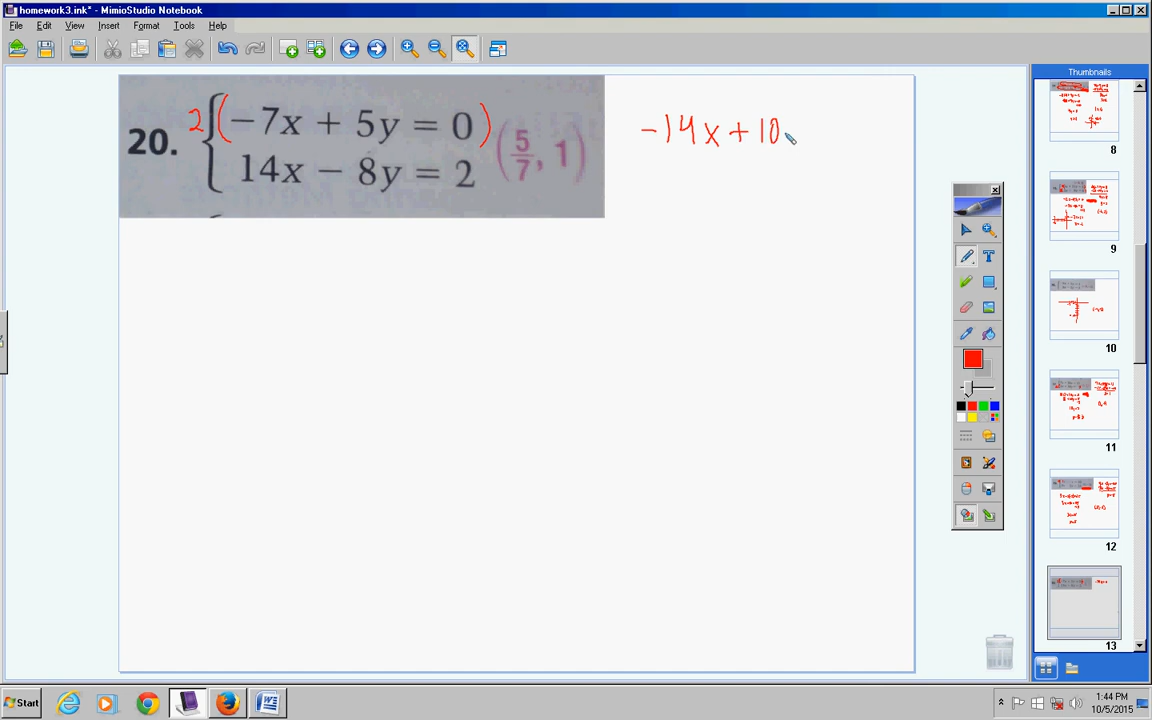 homework3.ink* - MimioStudio Notebook
File Edit View Insert Format Tools Help
20.
2(−7x + 5y = 0)
14x − 8y = 2
(5/7, 1)
-14x + 10
Thumbnails
8
9
10
11
12
13
Start
1:44 PM
10/5/2015